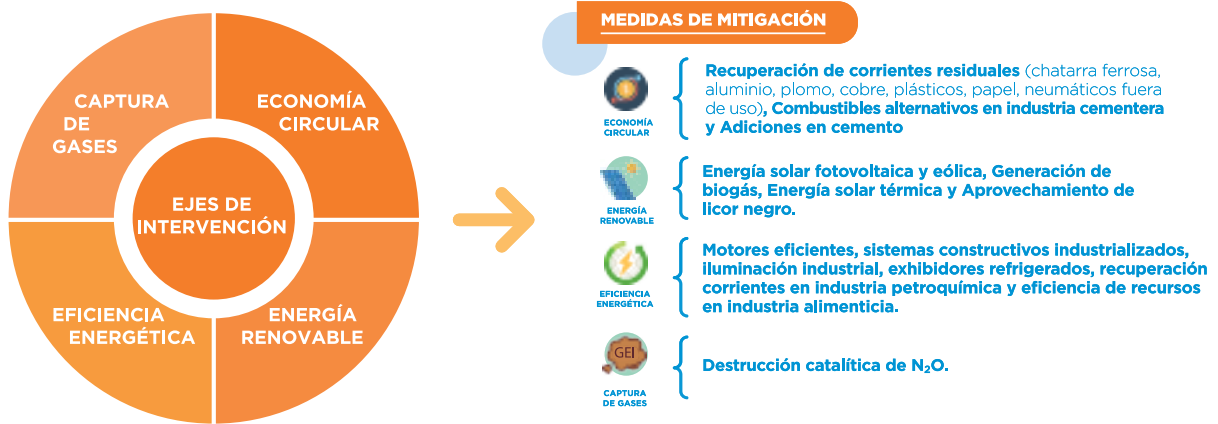 CAPTURA
DE
GASES
ECONOMÍA
CIRCULAR
EJES DE
INTERVENCIÓN
EFICIENCIA
ENERGÉTICA
ENERGÍA
RENOVABLE
MEDIDAS DE MITIGACIÓN
ECONOMÍA
CIRCULAR
Recuperación de corrientes residuales (chatarra ferrosa,
aluminio, plomo, cobre, plásticos, papel, neumáticos fuera
de uso), Combustibles alternativos en industria cementera
y Adiciones en cemento
ENERGÍA
RENOVABLE
Energía solar fotovoltaica y eólica, Generación de
biogás, Energía solar térmica y Aprovechamiento de
licor negro.
EFICIENCIA
ENERGÉTICA
Motores eficientes, sistemas constructivos industrializados,
iluminación industrial, exhibidores refrigerados, recuperación
corrientes en industria petroquímica y eficiencia de recursos
en industria alimenticia.
GEI
CAPTURA
DE GASES
Destrucción catalítica de N₂O.